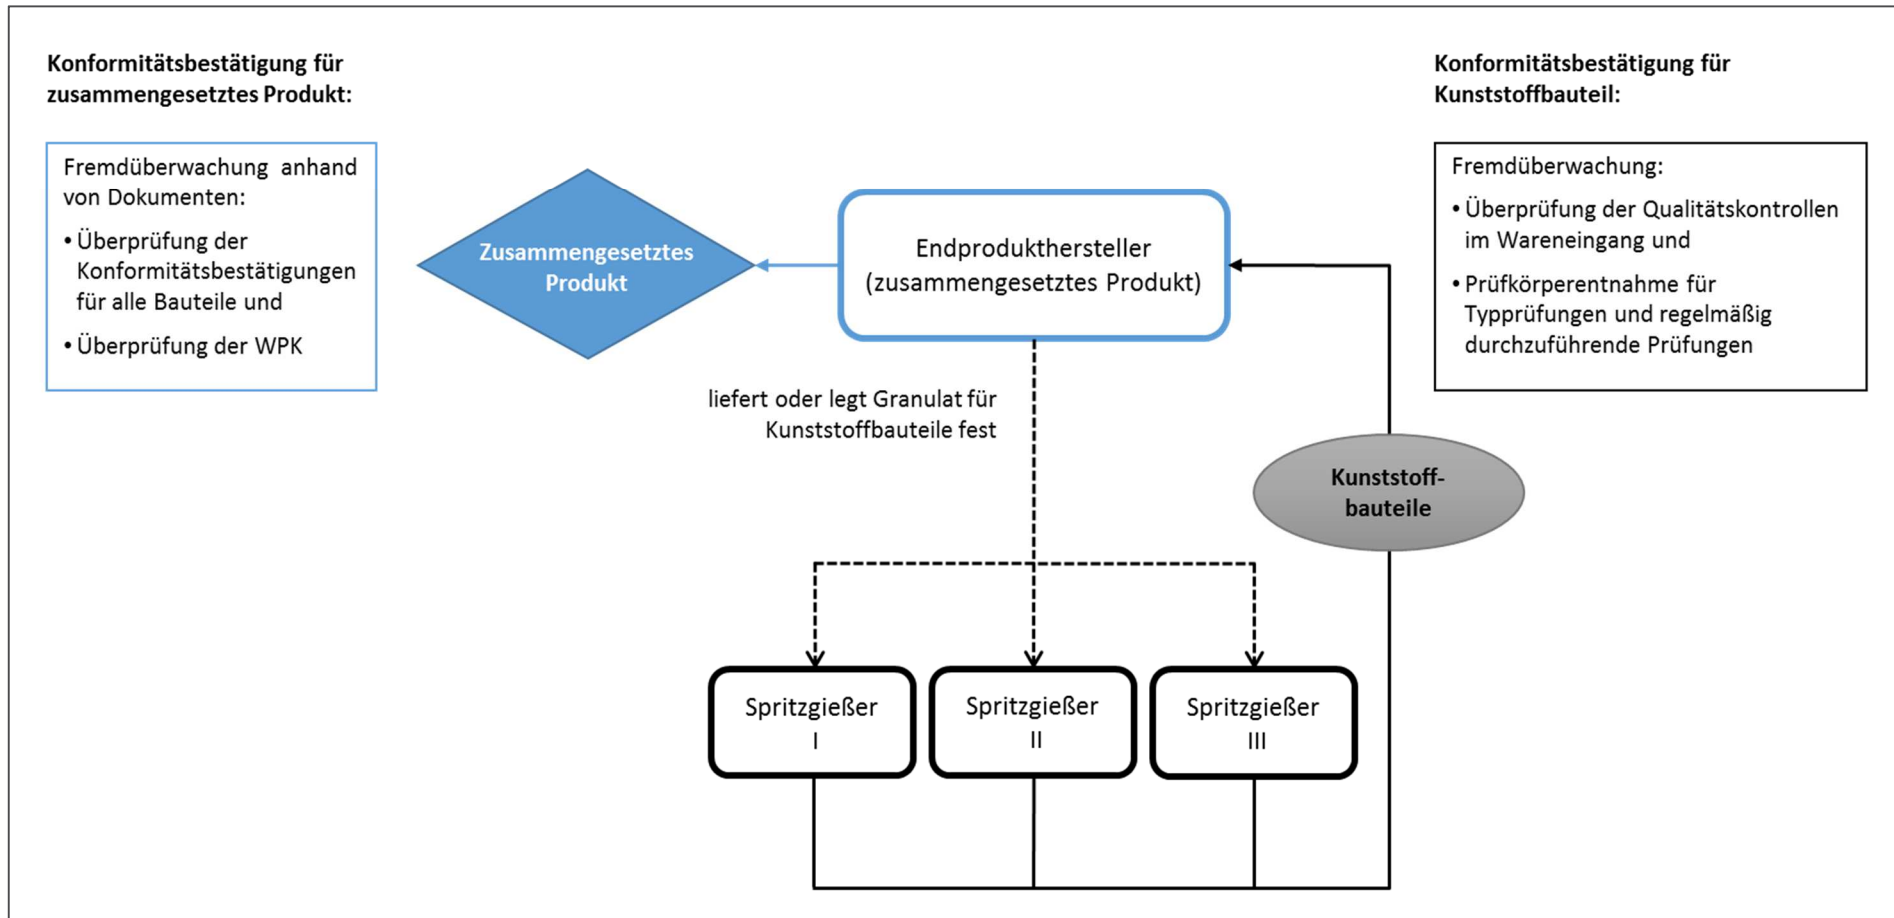 Konformitätsbestätigung für
zusammengesetztes Produkt:
Fremdüberwachung anhand
von Dokumenten:
• Überprüfung der
Konformitätsbestätigungen
für alle Bauteile und
• Überprüfung der WPK
Zusammengesetztes
Produkt
Endprodukthersteller
(zusammengesetztes Produkt)
Konformitätsbestätigung für
Kunststoffbauteil:
Fremdüberwachung:
• Überprüfung der Qualitätskontrollen
im Wareneingang und
• Prüfkörperentnahme für
Typprüfungen und regelmäßig
durchzuführende Prüfungen
liefert oder legt Granulat für
Kunststoffbauteile fest
Kunststoff-
bauteile
Spritzgießer
I
Spritzgießer
II
Spritzgießer
III